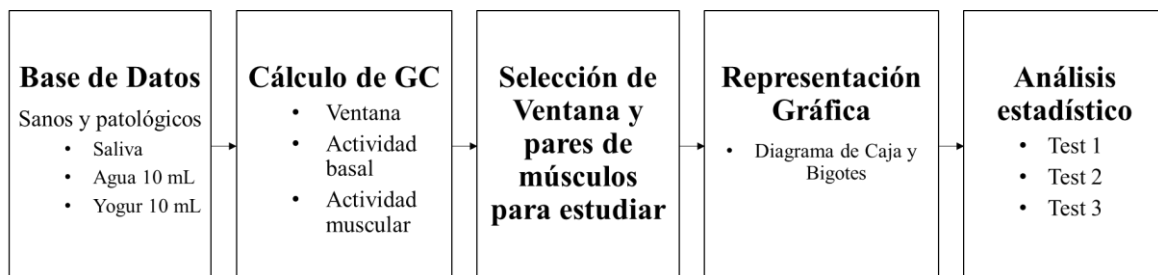 Base de Datos
Sanos y patológicos
• Saliva
• Agua 10 mL
• Yogur 10 mL
Cálculo de GC
• Ventana
• Actividad
basal
• Actividad
muscular
Selección de
Ventana y
pares de
músculos
para estudiar
Representación
Gráfica
• Diagrama de Caja y
Bigotes
Análisis
estadístico
• Test 1
• Test 2
• Test 3